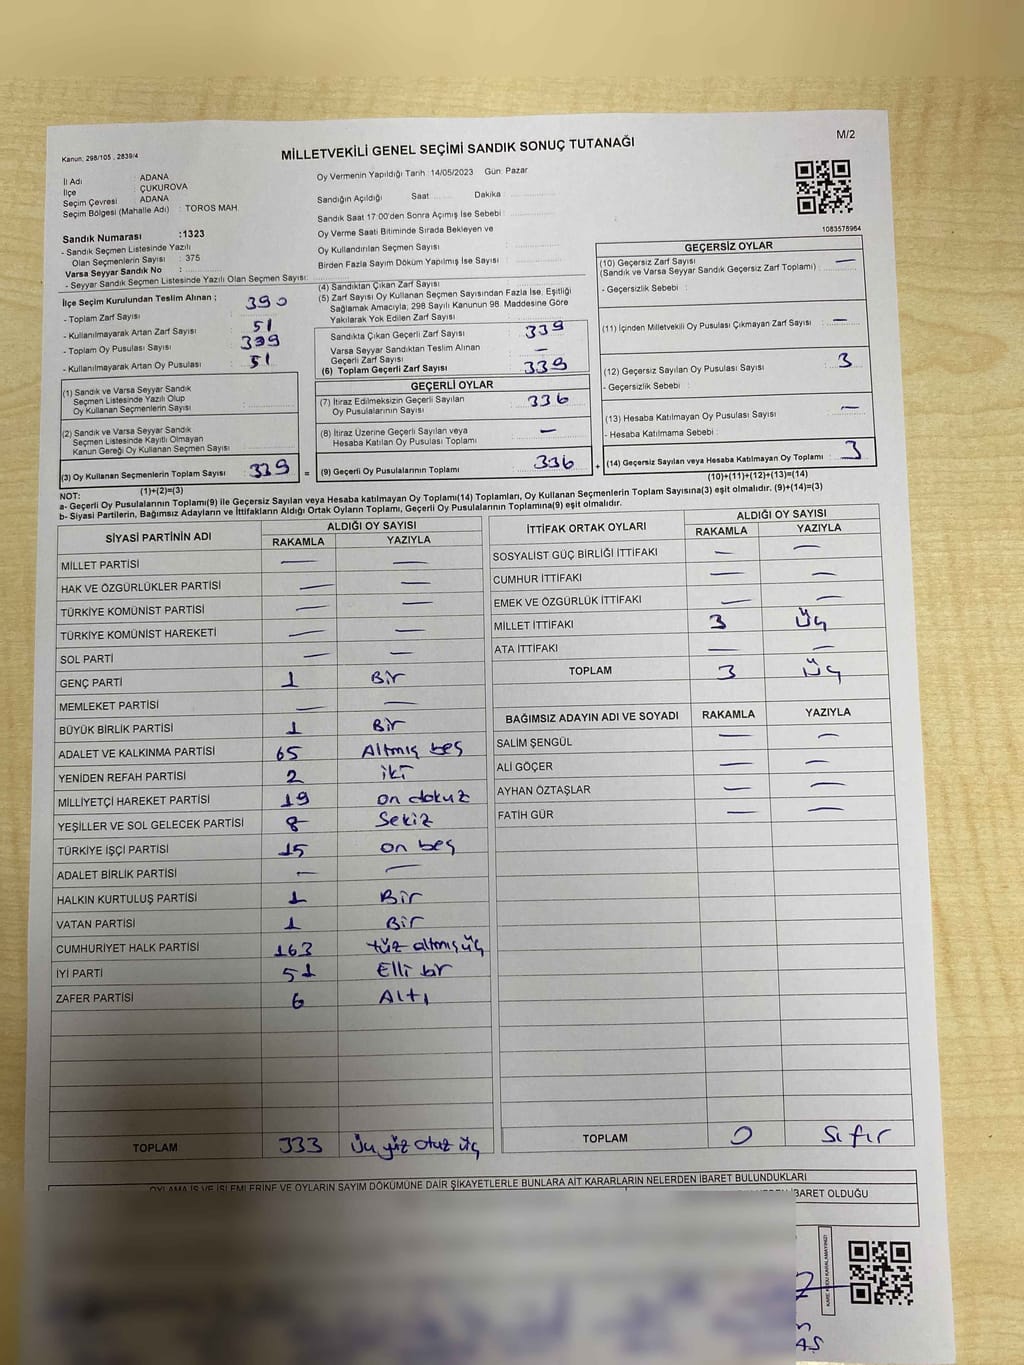 M/2
Kanun; 298/105 , 2839/4
MİLLETVEKİLİ GENEL SEÇİMİ SANDIK SONUÇ TUTANAĞI
İl Adı : ADANA
İlçe : ÇUKUROVA
Seçim Çevresi : ADANA
Seçim Bölgesi (Mahalle Adı) : TOROS MAH.
Sandık Numarası :1323
- Sandık Seçmen Listesinde Yazılı
Olan Seçmenlerin Sayısı : 375
Varsa Seyyar Sandık No :
- Seyyar Sandık Seçmen Listesinde Yazılı Olan Seçmen Sayısı:
Oy Vermenin Yapıldığı Tarih :14/05/2023 Gün: Pazar
Sandığın Açıldığı Saat Dakika
Sandık Saat 17:00'den Sonra Açımış İse Sebebi :
Oy Verme Saati Bitiminde Sırada Bekleyen ve
Oy Kullandırılan Seçmen Sayısı :
Birden Fazla Sayım Döküm Yapılmış İse Sayısı :
1083578964
İlçe Seçim Kurulundan Teslim Alınan ;
- Toplam Zarf Sayısı : 390
- Kullanılmayarak Artan Zarf Sayısı : 51
- Toplam Oy Pusulası Sayısı : 399
- Kullanılmayarak Artan Oy Pusulası : 51
(1) Sandık ve Varsa Seyyar Sandık
Seçmen Listesinde Yazılı Olup
Oy Kullanan Seçmenlerin Sayısı :
(2) Sandık ve Varsa Seyyar Sandık
Seçmen Listesinde Kayıtlı Olmayan
Kanun Gereği Oy Kullanan Seçmen Sayısı :
(3) Oy Kullanan Seçmenlerin Toplam Sayısı : 339 =
(1)+(2)=(3)
(4) Sandıktan Çıkan Zarf Sayısı :
(5) Zarf Sayısı Oy Kullanan Seçmen Sayısından Fazla İse, Eşitliği
Sağlamak Amacıyla, 298 Sayılı Kanunun 98. Maddesine Göre
Yakılarak Yok Edilen Zarf Sayısı :
Sandıkta Çıkan Geçerli Zarf Sayısı : 339
Varsa Seyyar Sandıktan Teslim Alınan
Geçerli Zarf Sayısı : —
(6) Toplam Geçerli Zarf Sayısı : 339
GEÇERLİ OYLAR
(7) İtiraz Edilmeksizin Geçerli Sayılan
Oy Pusulalarının Sayısı : 336
(8) İtiraz Üzerine Geçerli Sayılan veya
Hesaba Katılan Oy Pusulası Toplamı : —
(9) Geçerli Oy Pusulalarının Toplamı : 336 +
GEÇERSİZ OYLAR
(10) Geçersiz Zarf Sayısı —
(Sandık ve Varsa Seyyar Sandık Geçersiz Zarf Toplamı) :
- Geçersizlik Sebebi :
(11) İçinden Milletvekili Oy Pusulası Çıkmayan Zarf Sayısı : —
(12) Geçersiz Sayılan Oy Pusulası Sayısı : 3
- Geçersizlik Sebebi :
(13) Hesaba Katılmayan Oy Pusulası Sayısı : —
- Hesaba Katılmama Sebebi :
(14) Geçersiz Sayılan veya Hesaba Katılmayan Oy Toplamı : 3
(10)+(11)+(12)+(13)=(14)
NOT:
a- Geçerli Oy Pusulalarının Toplamı(9) ile Geçersiz Sayılan veya Hesaba katılmayan Oy Toplamı(14) Toplamları, Oy Kullanan Seçmenlerin Toplam Sayısına(3) eşit olmalıdır. (9)+(14)=(3)
b- Siyasi Partilerin, Bağımsız Adayların ve İttifakların Aldığı Ortak Oyların Toplamı, Geçerli Oy Pusulalarının Toplamına(9) eşit olmalıdır.
SİYASİ PARTİNİN ADI ALDIĞI OY SAYISI
RAKAMLA YAZIYLA
MİLLET PARTİSİ — —
HAK VE ÖZGÜRLÜKLER PARTİSİ — —
TÜRKİYE KOMÜNİST PARTİSİ — —
TÜRKİYE KOMÜNİST HAREKETİ — —
SOL PARTİ — —
GENÇ PARTİ 1 Bir
MEMLEKET PARTİSİ — —
BÜYÜK BİRLİK PARTİSİ 1 Bir
ADALET VE KALKINMA PARTİSİ 65 Altmış beş
YENİDEN REFAH PARTİSİ 2 iki
MİLLİYETÇİ HAREKET PARTİSİ 19 on dokuz
YEŞİLLER VE SOL GELECEK PARTİSİ 8 Sekiz
TÜRKİYE İŞÇİ PARTİSİ 15 on beş
ADALET BİRLİK PARTİSİ — —
HALKIN KURTULUŞ PARTİSİ 1 Bir
VATAN PARTİSİ 1 Bir
CUMHURİYET HALK PARTİSİ 163 Yüz altmış üç
İYİ PARTİ 51 Elli bir
ZAFER PARTİSİ 6 Altı
TOPLAM 333 Üç yüz otuz üç
İTTİFAK ORTAK OYLARI ALDIĞI OY SAYISI
RAKAMLA YAZIYLA
SOSYALİST GÜÇ BİRLİĞİ İTTİFAKI — —
CUMHUR İTTİFAKI — —
EMEK VE ÖZGÜRLÜK İTTİFAKI — —
MİLLET İTTİFAKI 3 Üç
ATA İTTİFAKI — —
TOPLAM 3 Üç
BAĞIMSIZ ADAYIN ADI VE SOYADI RAKAMLA YAZIYLA
SALİM ŞENGÜL — —
ALİ GÖÇER — —
AYHAN ÖZTAŞLAR — —
FATİH GÜR — —
TOPLAM 0 Sıfır
OYLAMA İŞ VE İŞLEMLERİNE VE OYLARIN SAYIM DÖKÜMÜNE DAİR ŞİKAYETLERLE BUNLARA AİT KARARLARIN NELERDEN İBARET BULUNDUKLARI
İBARET OLDUĞU
KARE KODU KARALAMAYINIZ!